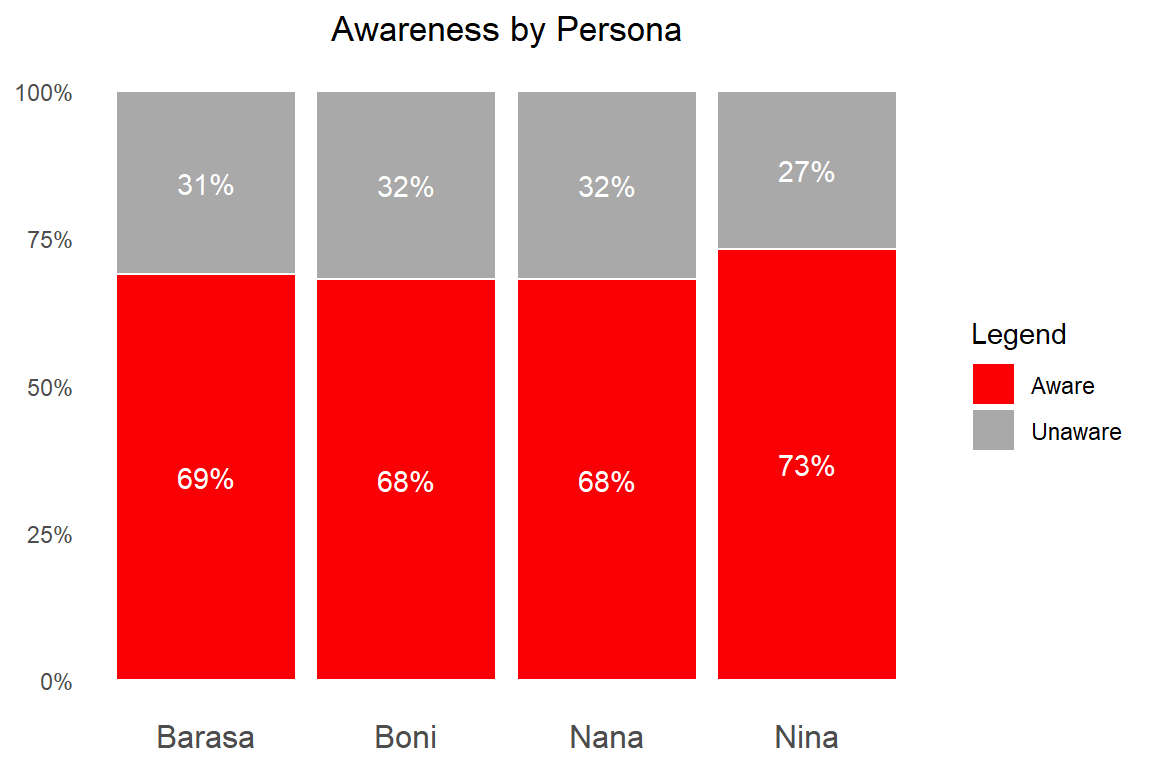 Awareness by Persona
100%
75%
50%
25%
0%
31%
32%
32%
27%
69%
68%
68%
73%
Barasa
Boni
Nana
Nina
Legend
Aware
Unaware